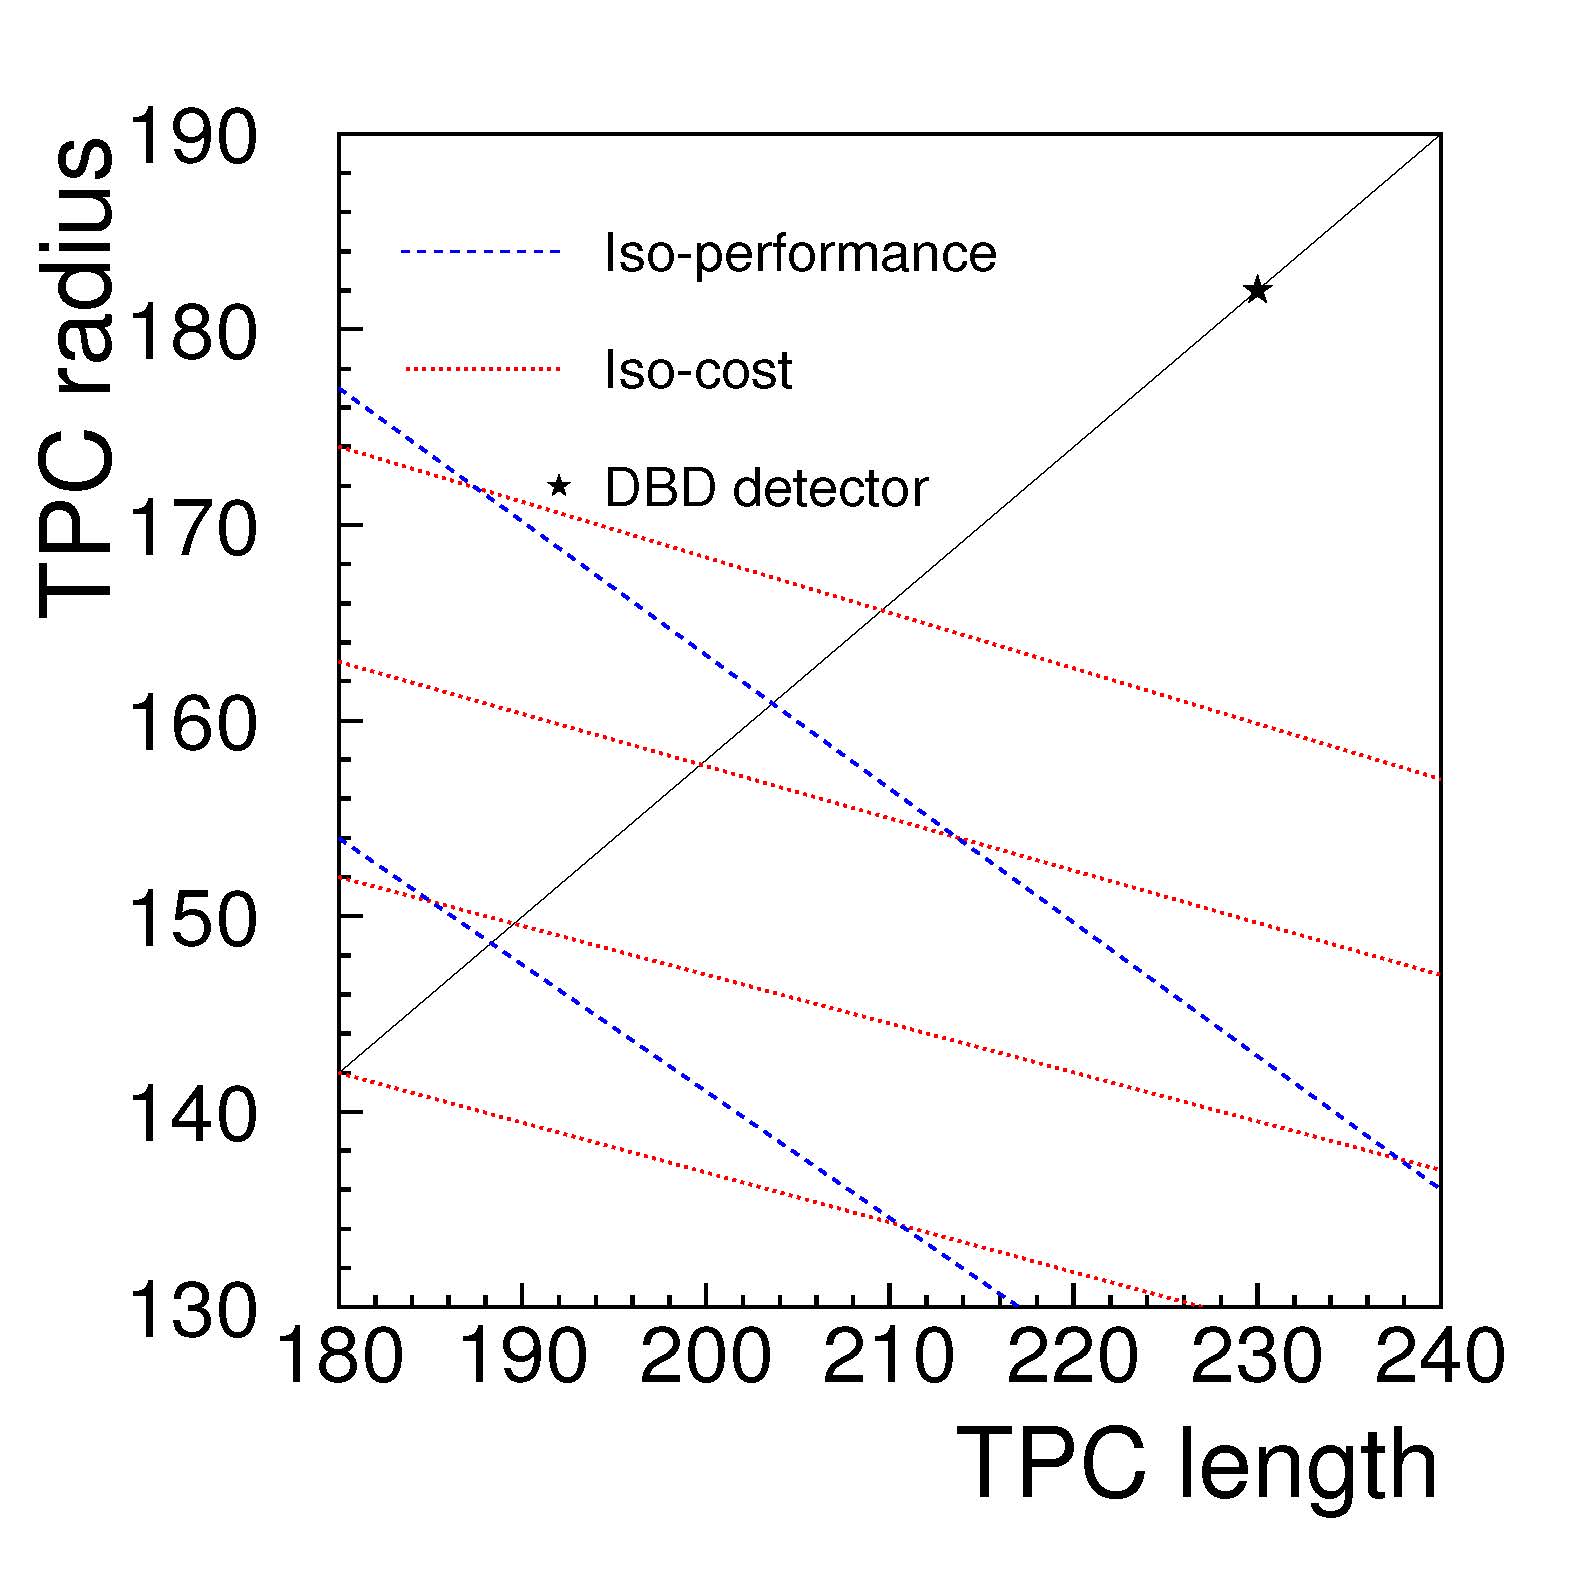 190
180
170
160
150
140
130
TPC radius
Iso-performance
Iso-cost
DBD detector
180 190 200 210 220 230 240
TPC length